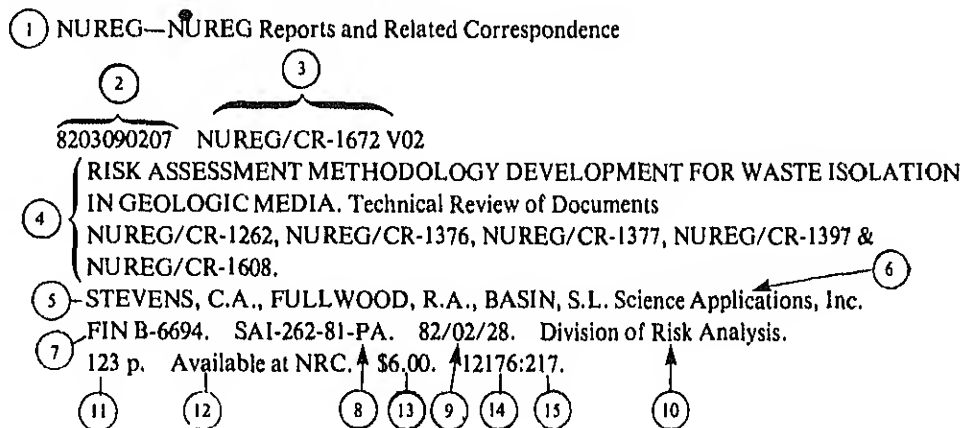 1 NUREG—NUREG Reports and Related Correspondence
2 3
8203090207 NUREG/CR-1672 V02
RISK ASSESSMENT METHODOLOGY DEVELOPMENT FOR WASTE ISOLATION
IN GEOLOGIC MEDIA. Technical Review of Documents
4 NUREG/CR-1262, NUREG/CR-1376, NUREG/CR-1377, NUREG/CR-1397 &
NUREG/CR-1608.
6
5 STEVENS, C.A., FULLWOOD, R.A., BASIN, S.L. Science Applications, Inc.
7 FIN B-6694. SAI-262-81-PA. 82/02/28. Division of Risk Analysis.
123 p. Available at NRC. $6.00. 12176:217.
11 12 8 13 9 14 15 10